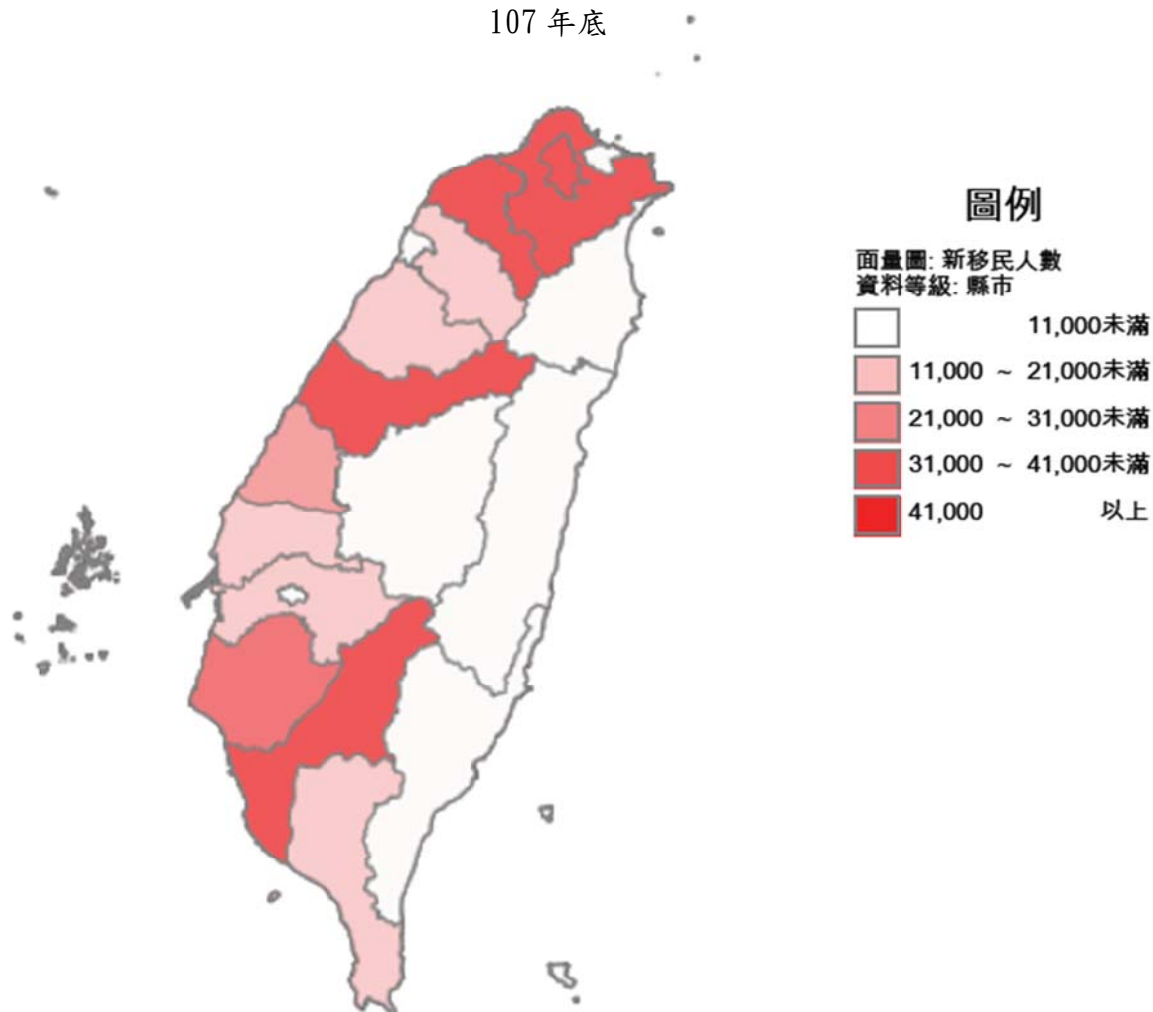 107 年底
圖例
面量圖: 新移民人數
資料等級: 縣市
11,000未滿
11,000 ~ 21,000未滿
21,000 ~ 31,000未滿
31,000 ~ 41,000未滿
41,000 以上